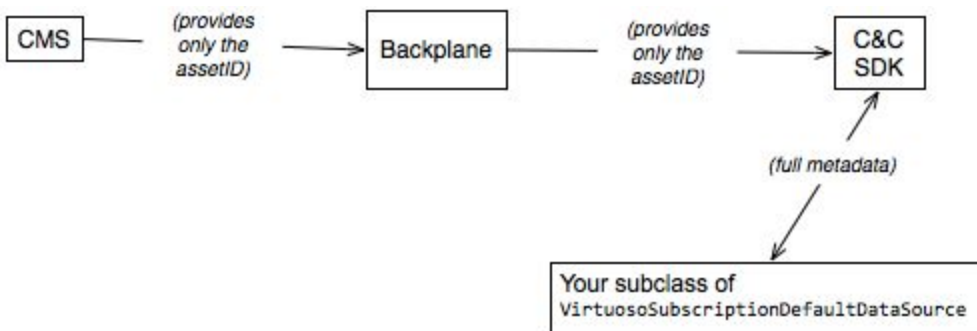 CMS
(provides
only the
assetID)
Backplane
(provides
only the
assetID)
C&C
SDK
(full metadata)
Your subclass of
VirtuosoSubscriptionDefaultDataSource